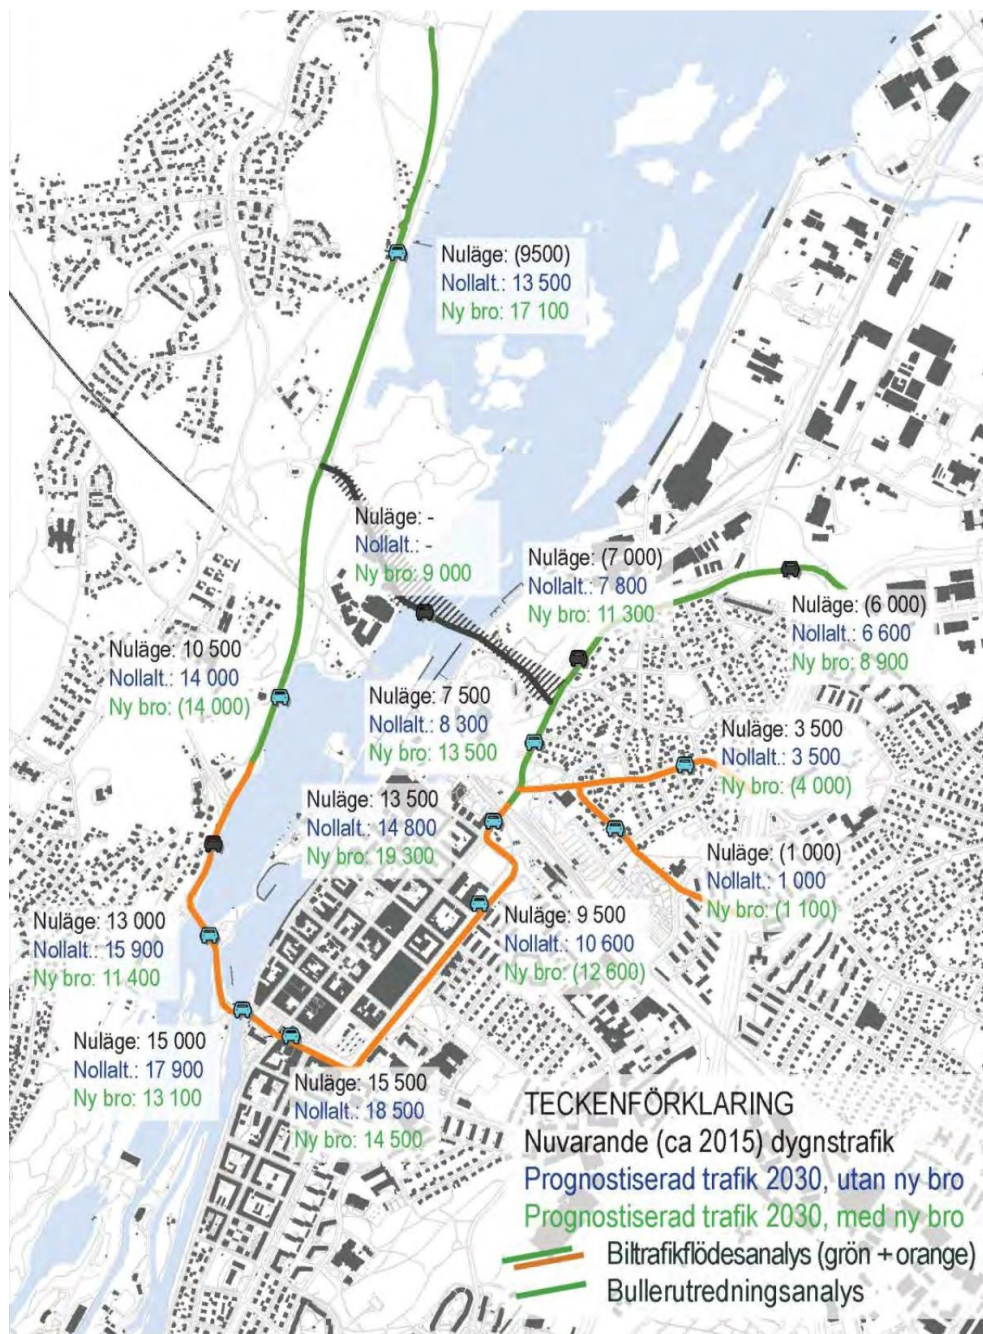 Nuläge: (9500)
Nollalt.: 13 500
Ny bro: 17 100
Nuläge: -
Nollalt.: -
Ny bro: 9 000
Nuläge: (7 000)
Nollalt.: 7 800
Ny bro: 11 300
Nuläge: (6 000)
Nollalt.: 6 600
Ny bro: 8 900
Nuläge: 10 500
Nollalt.: 14 000
Ny bro: (14 000)
Nuläge: 7 500
Nollalt.: 8 300
Ny bro: 13 500
Nuläge: 3 500
Nollalt.: 3 500
Ny bro: (4 000)
Nuläge: 13 500
Nollalt.: 14 800
Ny bro: 19 300
Nuläge: (1 000)
Nollalt.: 1 000
Ny bro: (1 100)
Nuläge: 13 000
Nollalt.: 15 900
Ny bro: 11 400
Nuläge: 9 500
Nollalt.: 10 600
Ny bro: (12 600)
Nuläge: 15 000
Nollalt.: 17 900
Ny bro: 13 100
Nuläge: 15 500
Nollalt.: 18 500
Ny bro: 14 500
TECKENFÖRKLARING
Nuvarande (ca 2015) dygnstrafik
Prognostiserad trafik 2030, utan ny bro
Prognostiserad trafik 2030, med ny bro
Biltrafikflödesanalys (grön + orange)
Bullerutredningsanalys